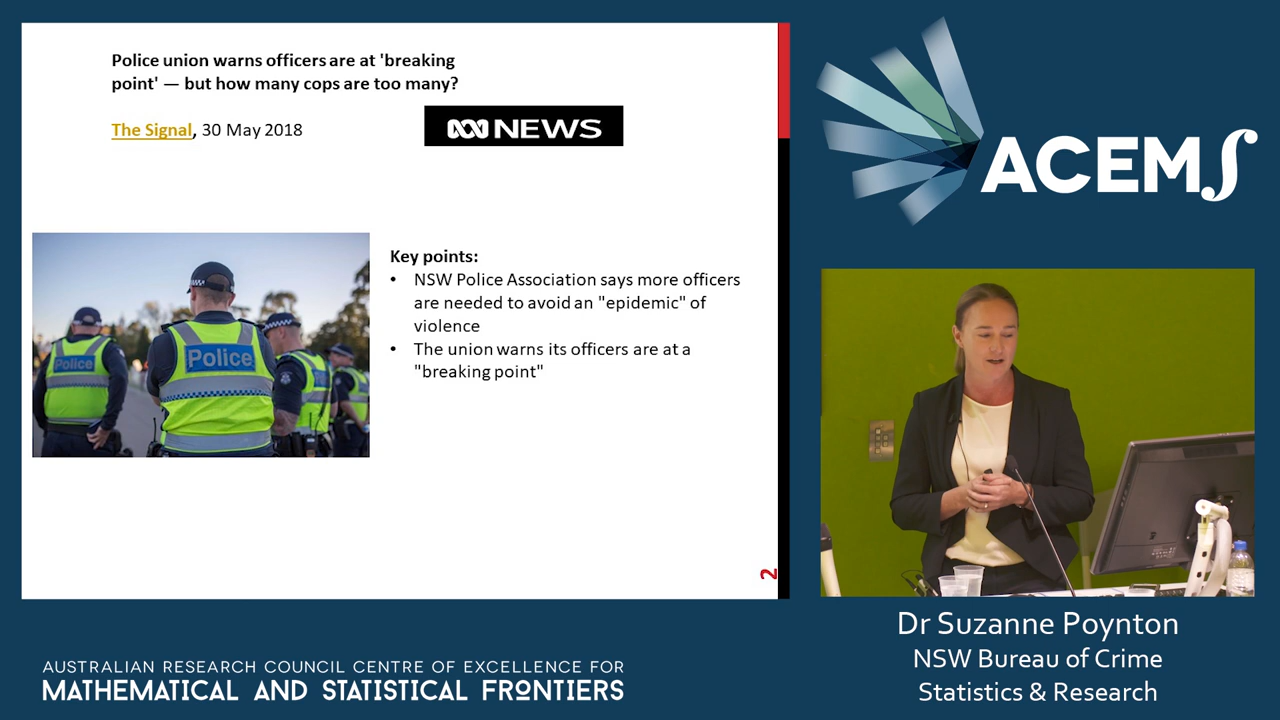 Police union warns officers are at 'breaking
point' — but how many cops are too many?
The Signal, 30 May 2018
NEWS
Police
Police
Key points:
• NSW Police Association says more officers
are needed to avoid an "epidemic" of
violence
• The union warns its officers are at a
"breaking point"
2
ACEMS
Dr Suzanne Poynton
NSW Bureau of Crime
Statistics & Research
AUSTRALIAN RESEARCH COUNCIL CENTRE OF EXCELLENCE FOR
MATHEMATICAL AND STATISTICAL FRONTIERS